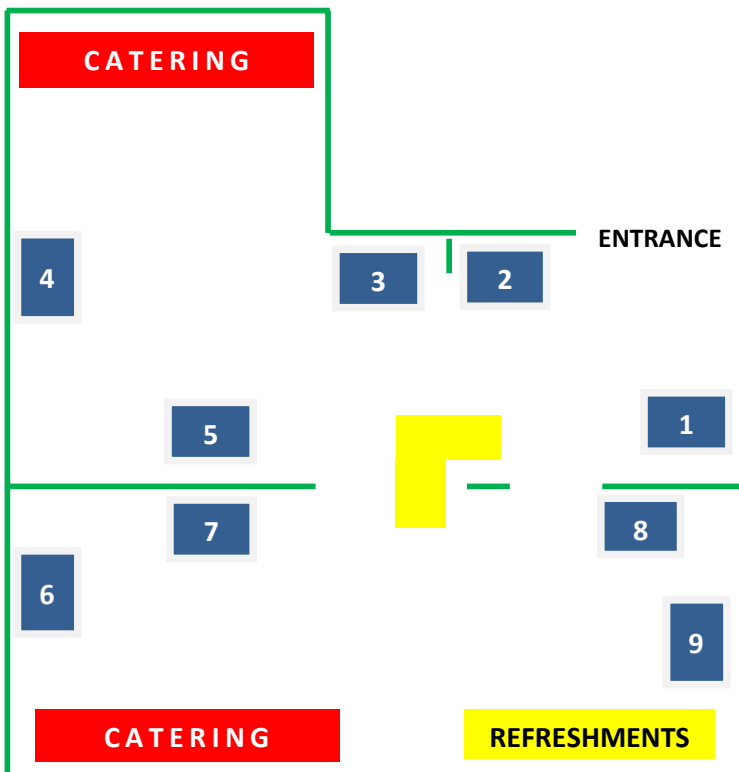 CATERING
ENTRANCE
4
3
2
1
5
7
8
6
9
CATERING
REFRESHMENTS